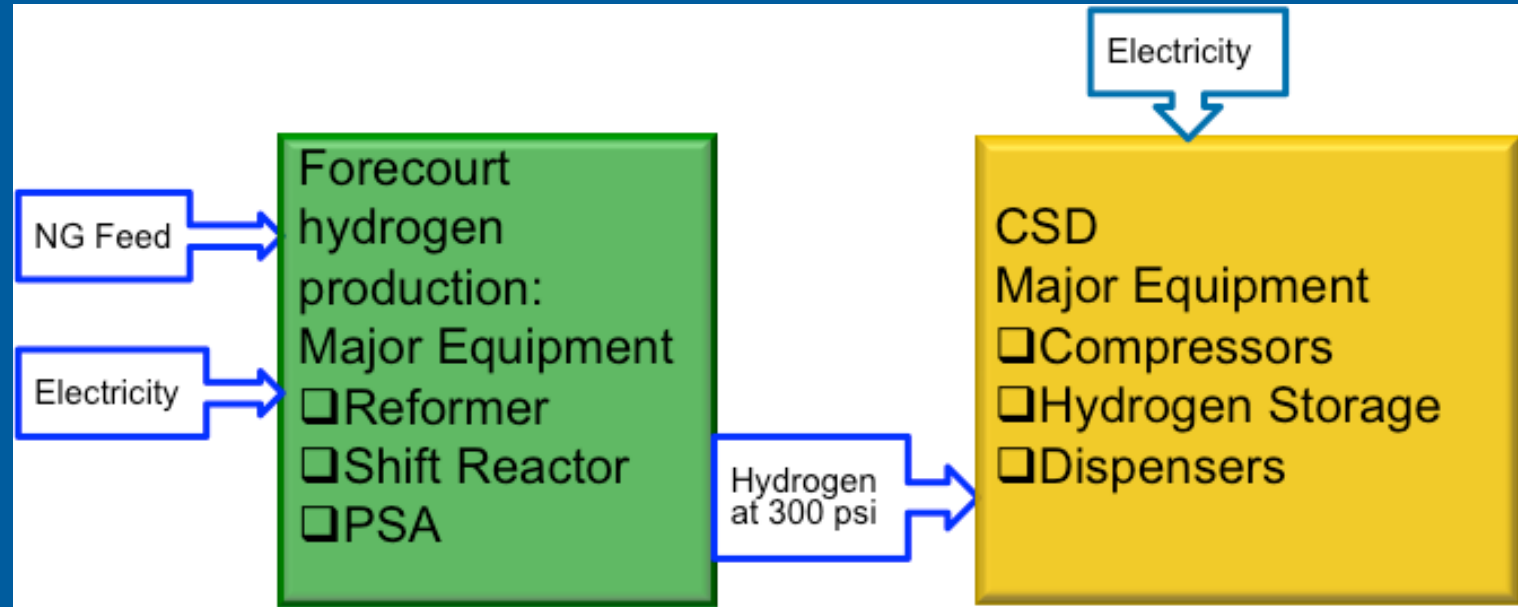 Electricity
NG Feed
Electricity
Forecourt
hydrogen
production:
Major Equipment
❑Reformer
❑Shift Reactor
❑PSA
Hydrogen
at 300 psi
CSD
Major Equipment
❑Compressors
❑Hydrogen Storage
❑Dispensers